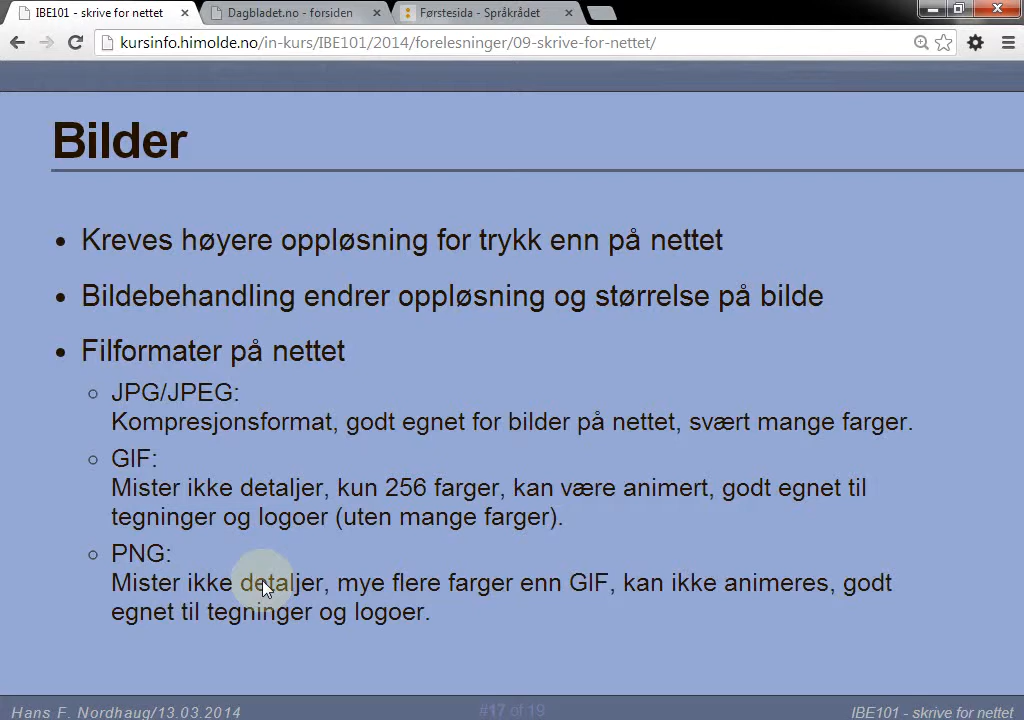 IBE101 - skrive for nettet
Dagbladet.no - forsiden
Førstesida - Språkrådet
kursinfo.himolde.no/in-kurs/IBE101/2014/forelesninger/09-skrive-for-nettet/
Bilder
• Kreves høyere oppløsning for trykk enn på nettet
• Bildebehandling endrer oppløsning og størrelse på bilde
• Filformater på nettet
JPG/JPEG:
Kompresjonsformat, godt egnet for bilder på nettet, svært mange farger.
GIF:
Mister ikke detaljer, kun 256 farger, kan være animert, godt egnet til
tegninger og logoer (uten mange farger).
PNG:
Mister ikke detaljer, mye flere farger enn GIF, kan ikke animeres, godt
egnet til tegninger og logoer.
Hans F. Nordhaug/13.03.2014
#17 of 19
IBE101 - skrive for nettet